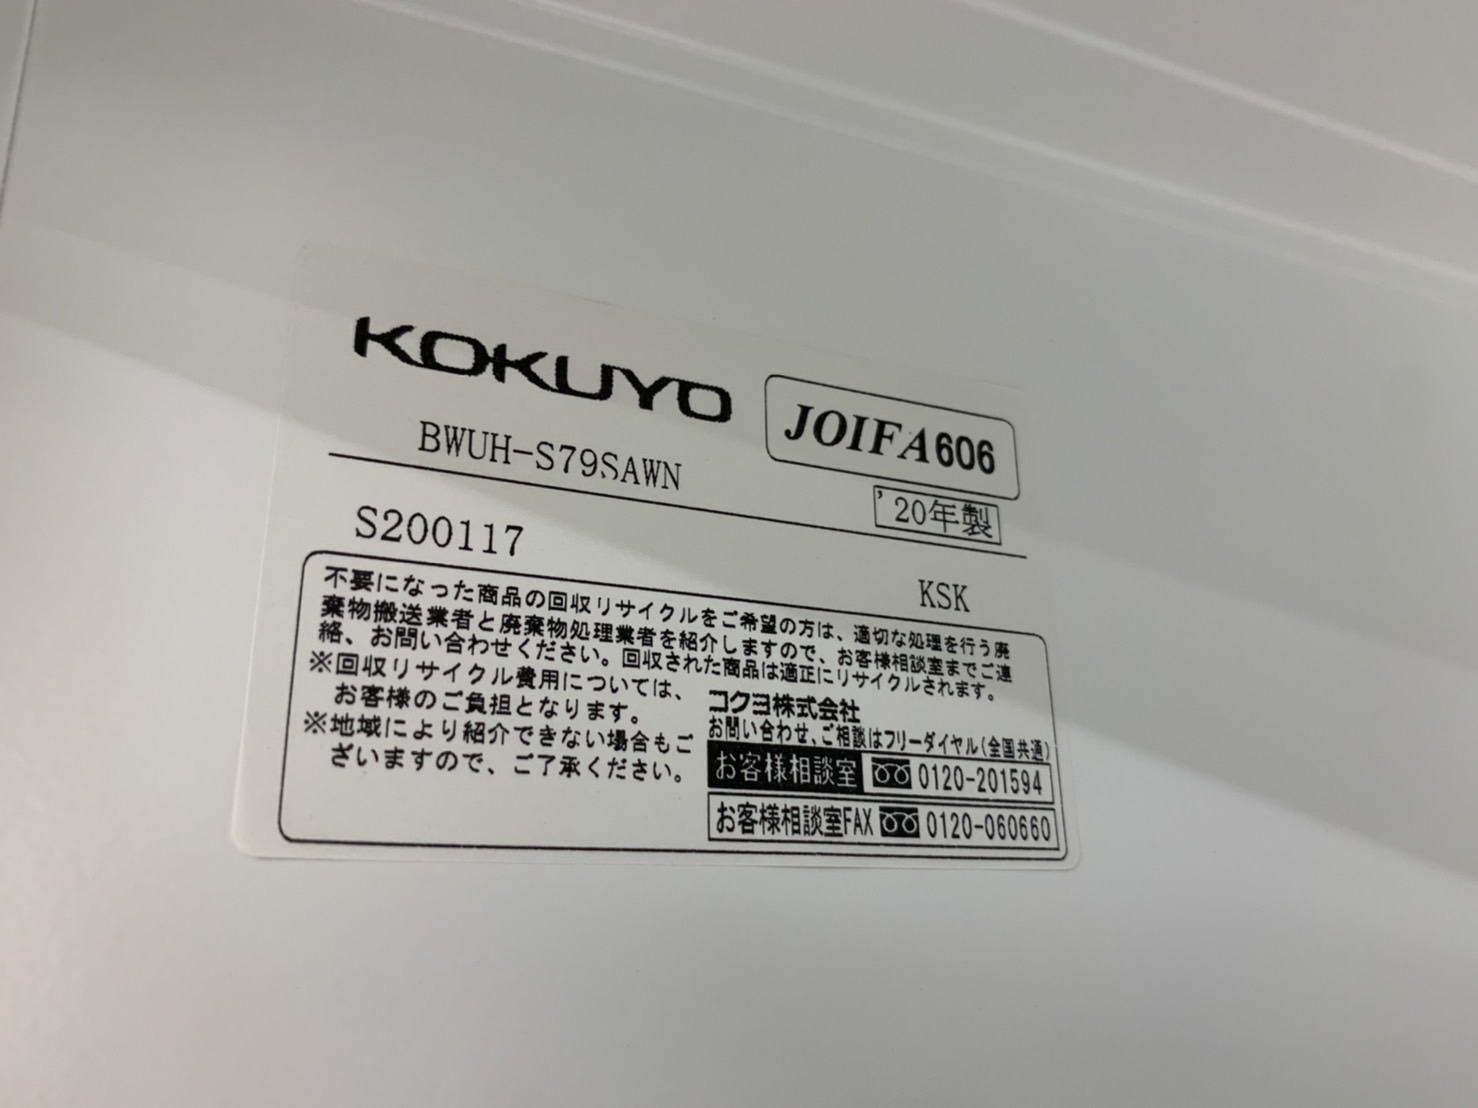 KOKUYO
JOIFA606
BWUH-S79SAWN
'20年製
S200117
KSK
不要になった商品の回収リサイクルをご希望の方は、適切な処理を行う廃
棄物搬送業者と廃棄物処理業者を紹介しますので、お客様相談室までご連
絡、お問い合わせください。回収された商品は適正にリサイクルされます。
※回収リサイクル費用については、
お客様のご負担となります。
※地域により紹介できない場合もご
ざいますので、ご了承ください。
コクヨ株式会社
お問い合わせ、ご相談はフリーダイヤル(全国共通)
お客様相談室 0120-201594
お客様相談室FAX 0120-060660